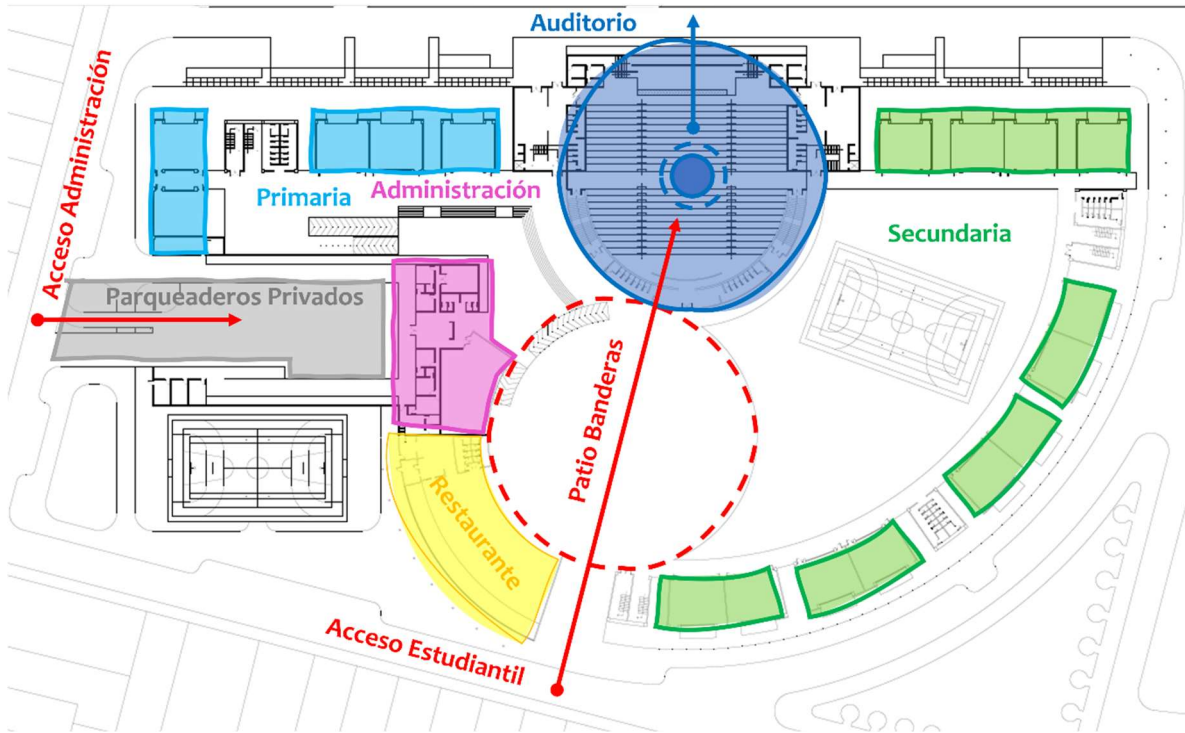 Auditorio
Acceso Administración
Primaria
Administración
Secundaria
Parqueaderos Privados
Patio Banderas
Restaurante
Acceso Estudiantil